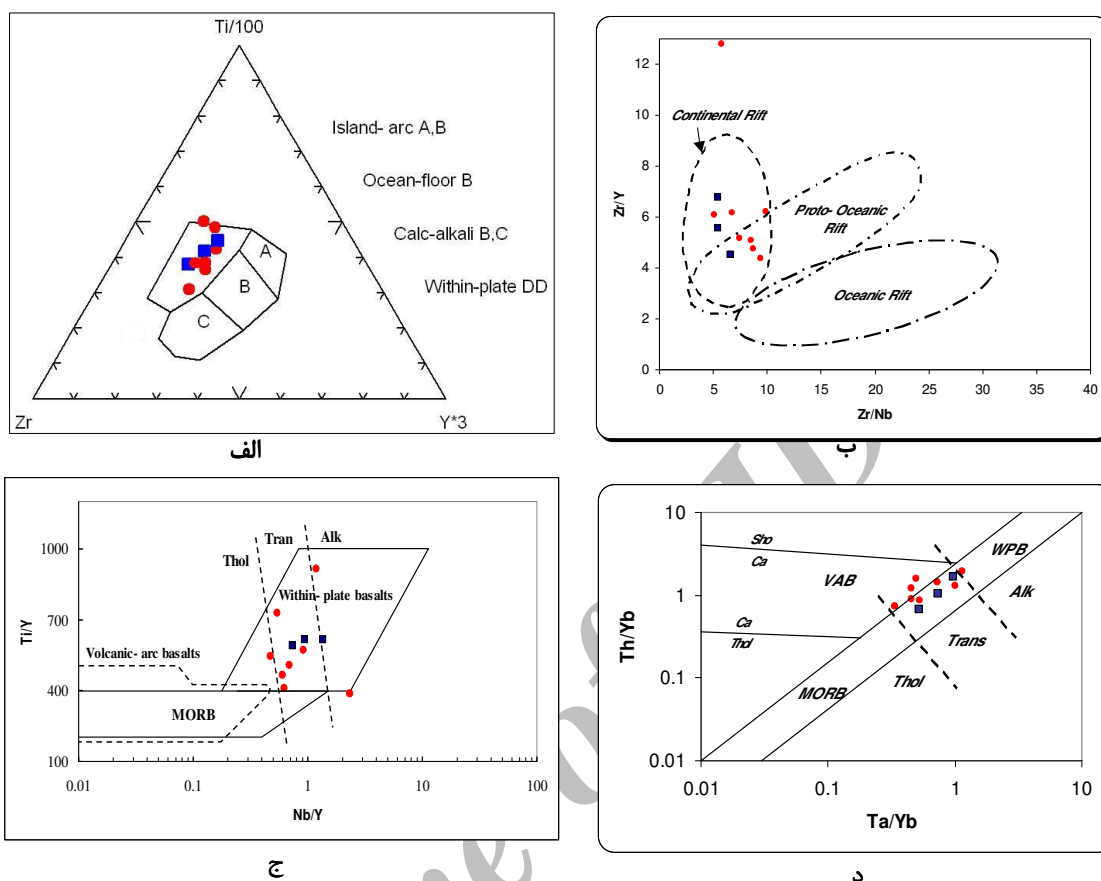 Ti/100
Island- arc A,B
Ocean-floor B
Calc-alkali B,C
Within-plate DD
A
B
C
Zr
Y*3
الف
12
10
8
6
4
2
0
Zr/Y
Continental Rift
Proto- Oceanic
Rift
Oceanic Rift
0 5 10 15 20 25 30 35 40
Zr/Nb
ب
1000
700
400
100
Ti/Y
Thol
Tran
Alk
Within- plate basalts
Volcanic- arc basalts
MORB
0.01 0.1 1 10 100
Nb/Y
ج
10
1
0.1
0.01
Th/Yb
Sho
Ca
VAB
WPB
Alk
Ca
Thol
Trans
Thol
MORB
0.01 0.1 1 10
Ta/Yb
د